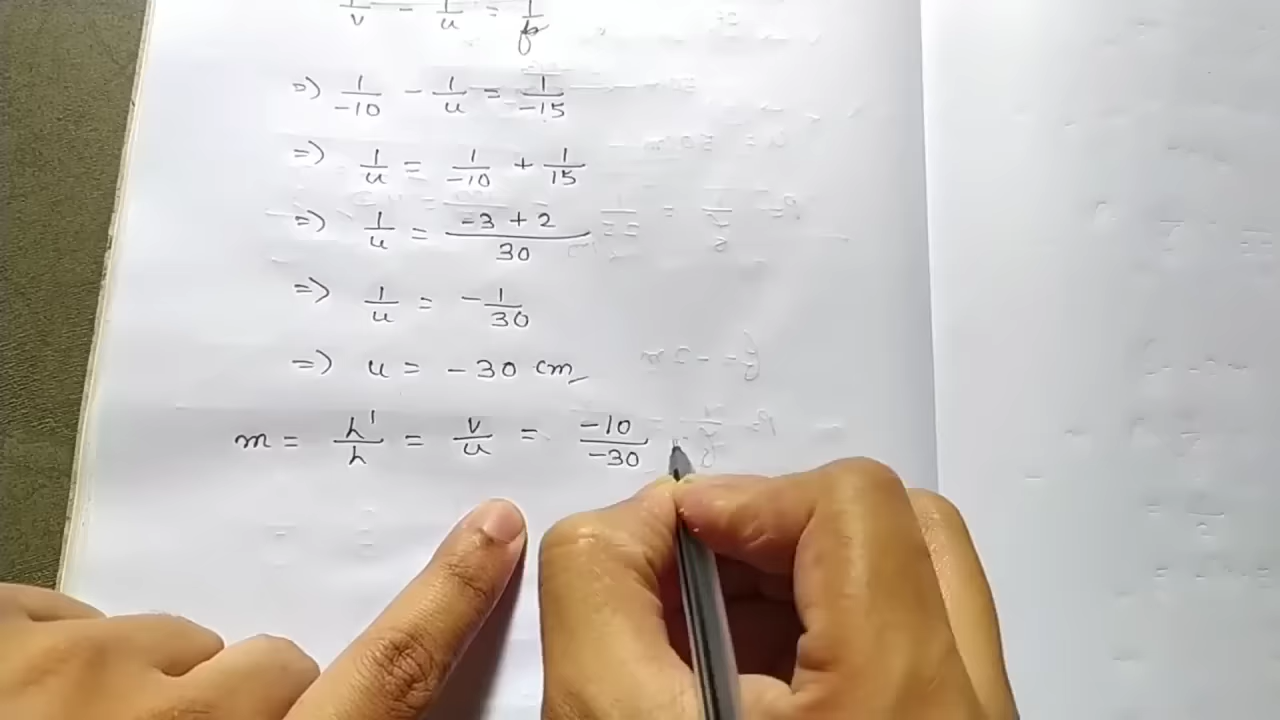 1/v - 1/u = 1/f
=> 1/-10 - 1/u = 1/-15
=> 1/u = 1/-10 + 1/15
=> 1/u = -3 + 2/30
=> 1/u = -1/30
=> u = -30 cm
m = h'/h = v/u = -10/-30